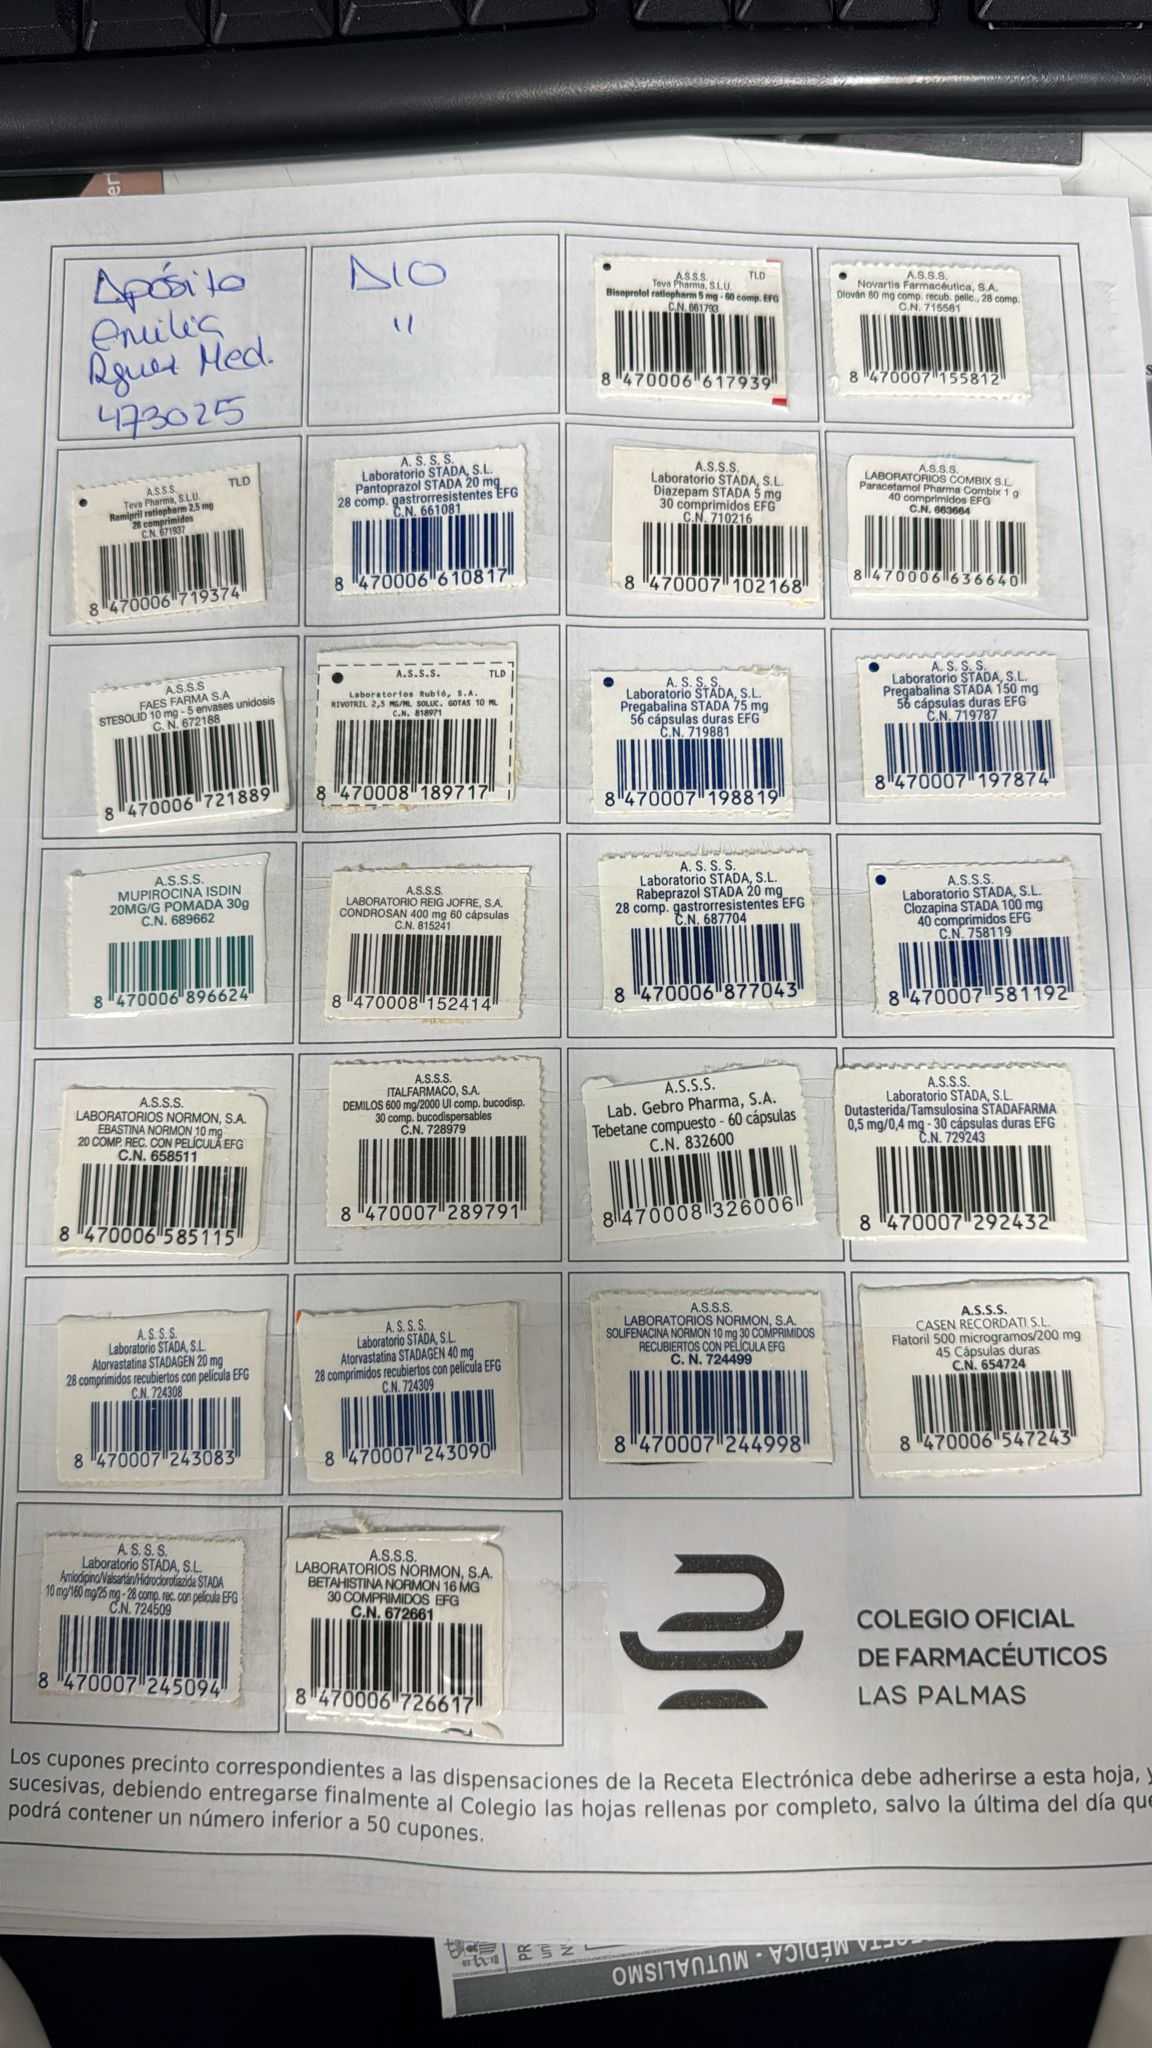 Apósito
emilia
Rguez Med.
473025
DIO
"
A.S.S.S. TLD
Teva Pharma, S.L.U.
Bisoprolol ratiopharm 5 mg - 60 comp. EFG
C.N. 661793
8 470006 617939
A.S.S.S.
Novartis Farmacéutica, S.A.
Diován 80 mg comp. recub. pelic., 28 comp.
C.N. 715581
8 470007 155812
A.S.S.S. TLD
Teva Pharma, S.L.U.
Ramipril ratiopharm 2,5 mg
28 comprimidos
C.N. 671937
8 470006 719374
A. S. S. S.
Laboratorio STADA, S.L.
Pantoprazol STADA 20 mg
28 comp. gastrorresistentes EFG
C.N. 661081
8 470006 610817
A.S.S.S.
Laboratorio STADA, S.L.
Diazepam STADA 5 mg
30 comprimidos EFG
C.N. 710216
8 470007 102168
A.S.S.S.
LABORATORIOS COMBIX S.L.
Paracetamol Pharma Combix 1 g
40 comprimidos EFG
C.N. 663664
8 470006 636640
A.S.S.S
FAES FARMA S.A
STESOLID 10 mg - 5 envases unidosis
C. N. 672188
8 470006 721889
A.S.S.S. TLD
Laboratorios Rubió, S.A.
RIVOTRIL 2,5 MG/ML SOLUC. GOTAS 10 ML
C.N. 818971
8 470008 189717
A. S. S. S.
Laboratorio STADA, S.L.
Pregabalina STADA 75 mg
56 cápsulas duras EFG
C.N. 719881
8 470007 198819
A. S. S. S.
Laboratorio STADA, S.L.
Pregabalina STADA 150 mg
56 cápsulas duras EFG
C.N. 719787
8 470007 197874
A.S.S.S.
MUPIROCINA ISDIN
20MG/G POMADA 30g
C.N. 689662
8 470006 896624
A.S.S.S.
LABORATORIO REIG JOFRE, S.A.
CONDROSAN 400 mg 60 cápsulas
C.N. 815241
8 470008 152414
A. S. S. S.
Laboratorio STADA, S.L.
Rabeprazol STADA 20 mg
28 comp. gastrorresistentes EFG
C.N. 687704
8 470006 877043
A.S.S.S.
Laboratorio STADA, S.L.
Clozapina STADA 100 mg
40 comprimidos EFG
C.N. 758119
8 470007 581192
A.S.S.S.
LABORATORIOS NORMON, S.A.
EBASTINA NORMON 10 mg
20 COMP. REC. CON PELÍCULA EFG
C.N. 658511
8 470006 585115
A.S.S.S.
ITALFARMACO, S.A.
DEMILOS 600 mg/2000 UI comp. bucodisp.
30 comp. bucodispersables
C.N. 728979
8 470007 289791
A.S.S.S.
Lab. Gebro Pharma, S.A.
Tebetane compuesto - 60 cápsulas
C.N. 832600
8 470008 326006
A.S.S.S.
Laboratorio STADA, S.L.
Dutasterida/Tamsulosina STADAFARMA
0,5 mg/0,4 mg - 30 cápsulas duras EFG
C.N. 729243
8 470007 292432
A. S. S. S.
Laboratorio STADA, S.L.
Atorvastatina STADAGEN 20 mg
28 comprimidos recubiertos con película EFG
C.N. 724308
8 470007 243083
A. S. S. S.
Laboratorio STADA, S.L.
Atorvastatina STADAGEN 40 mg
28 comprimidos recubiertos con película EFG
C.N. 724309
8 470007 243090
A.S.S.S.
LABORATORIOS NORMON, S.A.
SOLIFENACINA NORMON 10 mg 30 COMPRIMIDOS
RECUBIERTOS CON PELÍCULA EFG
C. N. 724499
8 470007 244998
A.S.S.S.
CASEN RECORDATI S.L.
Flatoril 500 microgramos/200 mg
45 Cápsulas duras
C.N. 654724
8 470006 547243
A. S. S. S.
Laboratorio STADA, S.L.
Amlodipino/Valsartán/Hidroclorotiazida STADA
10 mg/160 mg/25 mg - 28 comp. rec. con película EFG
C.N. 724509
8 470007 245094
A.S.S.S.
LABORATORIOS NORMON, S.A.
BETAHISTINA NORMON 16 MG
30 COMPRIMIDOS EFG
C.N. 672661
8 470006 726617
COLEGIO OFICIAL
DE FARMACÉUTICOS
LAS PALMAS
Los cupones precinto correspondientes a las dispensaciones de la Receta Electrónica debe adherirse a esta hoja, y
sucesivas, debiendo entregarse finalmente al Colegio las hojas rellenas por completo, salvo la última del día que
podrá contener un número inferior a 50 cupones.
RECETA MÉDICA - MUTUALISMO